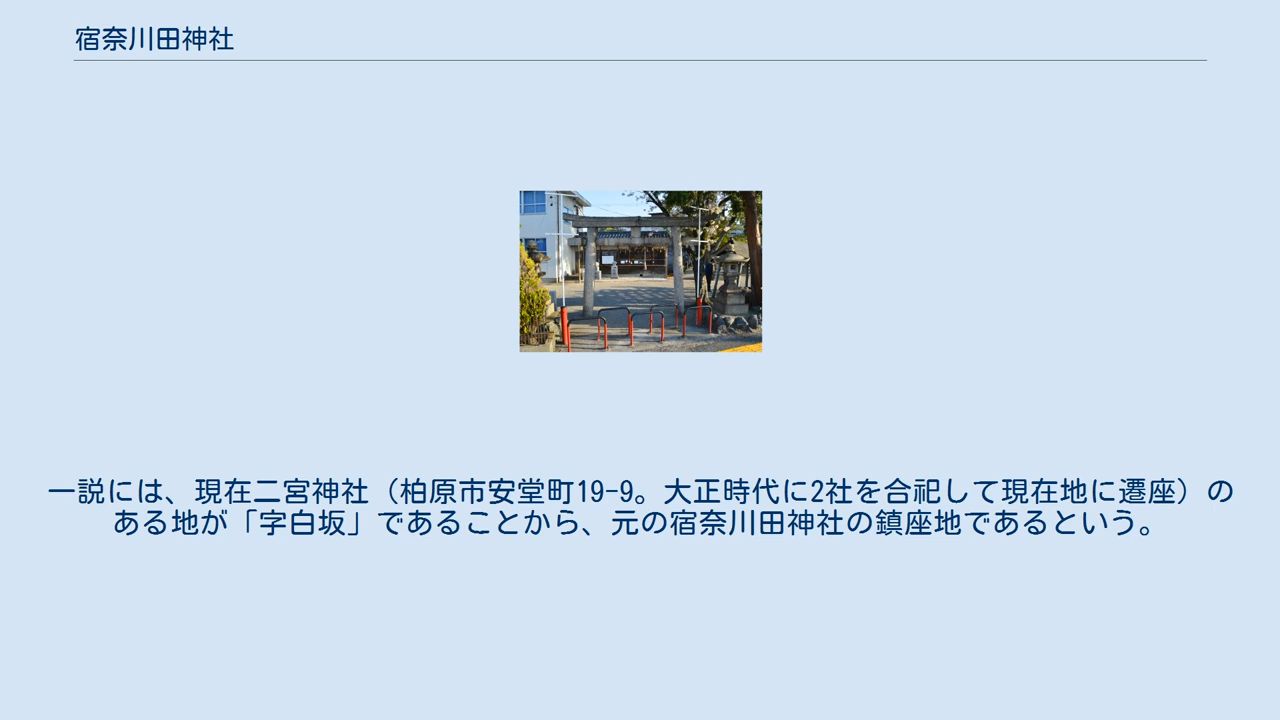 宿奈川田神社
一説には、現在二宮神社（柏原市安堂町19-9。大正時代に2社を合祀して現在地に遷座）の
ある地が「字白坂」であることから、元の宿奈川田神社の鎮座地であるという。